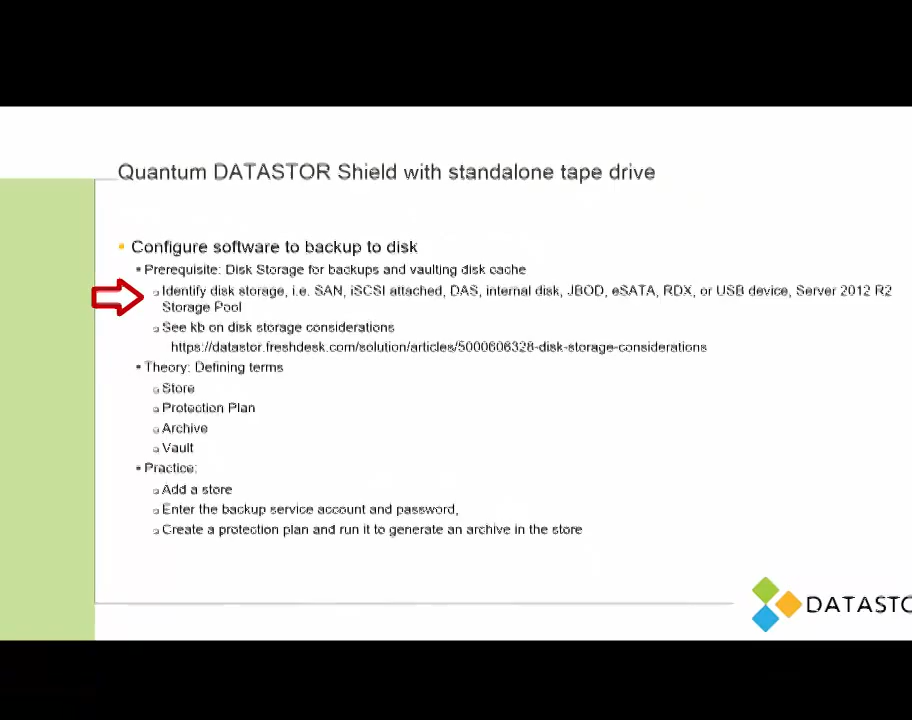 Quantum DATASTOR Shield with standalone tape drive
Configure software to backup to disk
Prerequisite: Disk Storage for backups and vaulting disk cache
Identify disk storage, i.e. SAN, iSCSI attached, DAS, internal disk, JBOD, eSATA, RDX, or USB device, Server 2012 R2
Storage Pool
See kb on disk storage considerations
https://datastor.freshdesk.com/solution/articles/5000606328-disk-storage-considerations
Theory: Defining terms
Store
Protection Plan
Archive
Vault
Practice:
Add a store
Enter the backup service account and password,
Create a protection plan and run it to generate an archive in the store
DATASTO